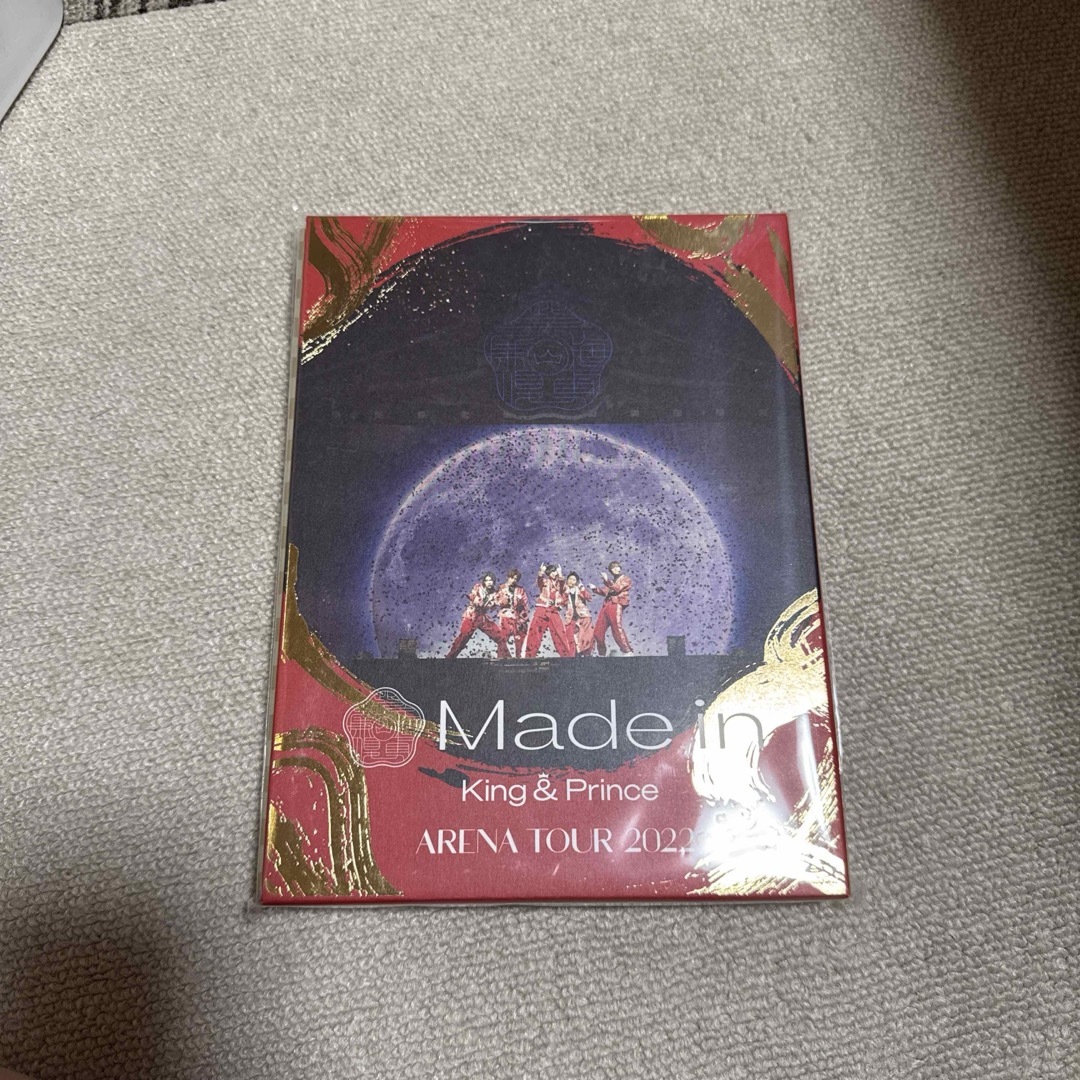 Made in
King & Prince
ARENA TOUR 2022